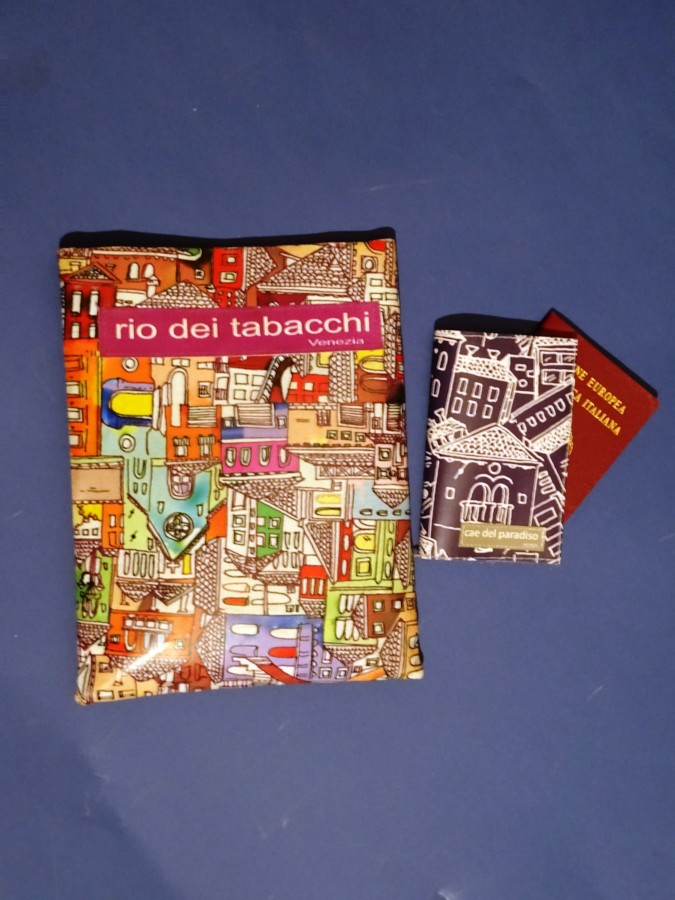 rio dei tabacchi
Venezia
NE EUROPEA
CA ITALIANA
cae del paradiso